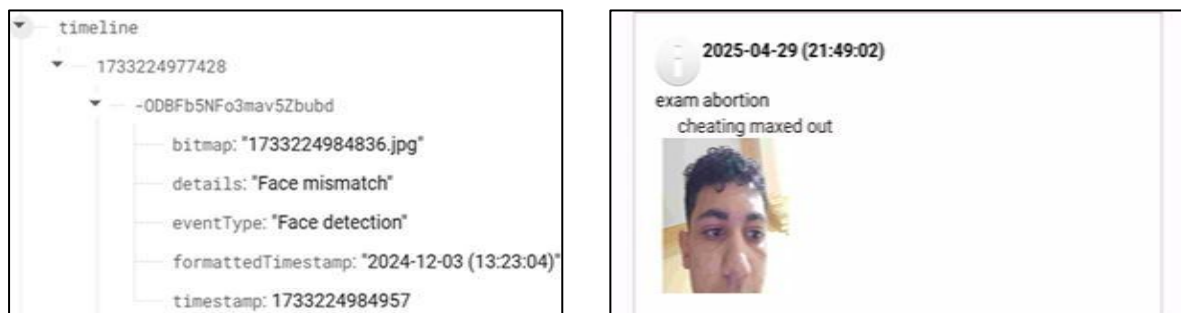 timeline
1733224977428
-ODBFb5NFo3mav5Zbubd
bitmap: "1733224984836.jpg"
details: "Face mismatch"
eventType: "Face detection"
formattedTimestamp: "2024-12-03 (13:23:04)"
timestamp: 1733224984957
2025-04-29 (21:49:02)
exam abortion
cheating maxed out